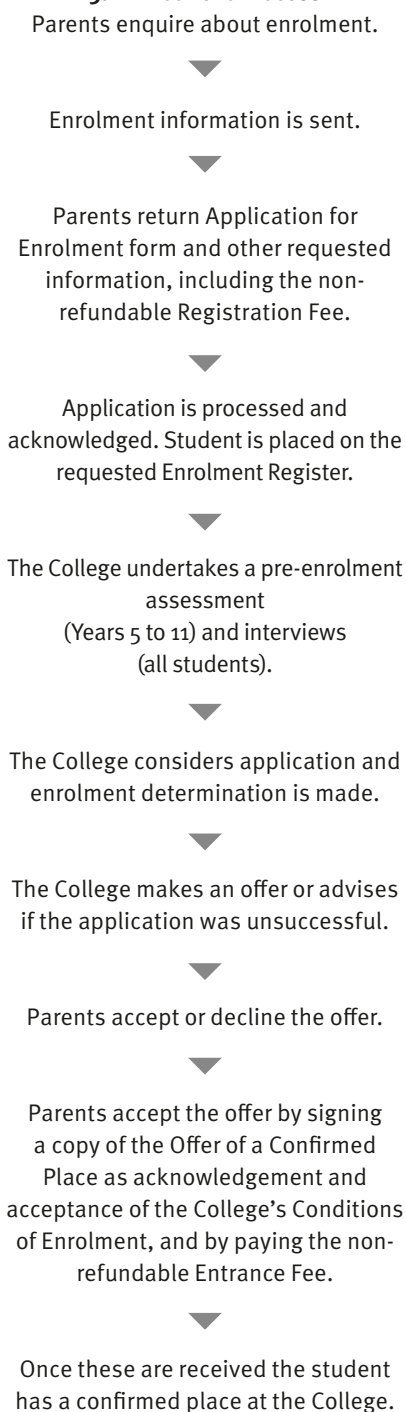 Parents enquire about enrolment.
Enrolment information is sent.
Parents return Application for
Enrolment form and other requested
information, including the non-
refundable Registration Fee.
Application is processed and
acknowledged. Student is placed on the
requested Enrolment Register.
The College undertakes a pre-enrolment
assessment
(Years 5 to 11) and interviews
(all students).
The College considers application and
enrolment determination is made.
The College makes an offer or advises
if the application was unsuccessful.
Parents accept or decline the offer.
Parents accept the offer by signing
a copy of the Offer of a Confirmed
Place as acknowledgement and
acceptance of the College’s Conditions
of Enrolment, and by paying the non-
refundable Entrance Fee.
Once these are received the student
has a confirmed place at the College.